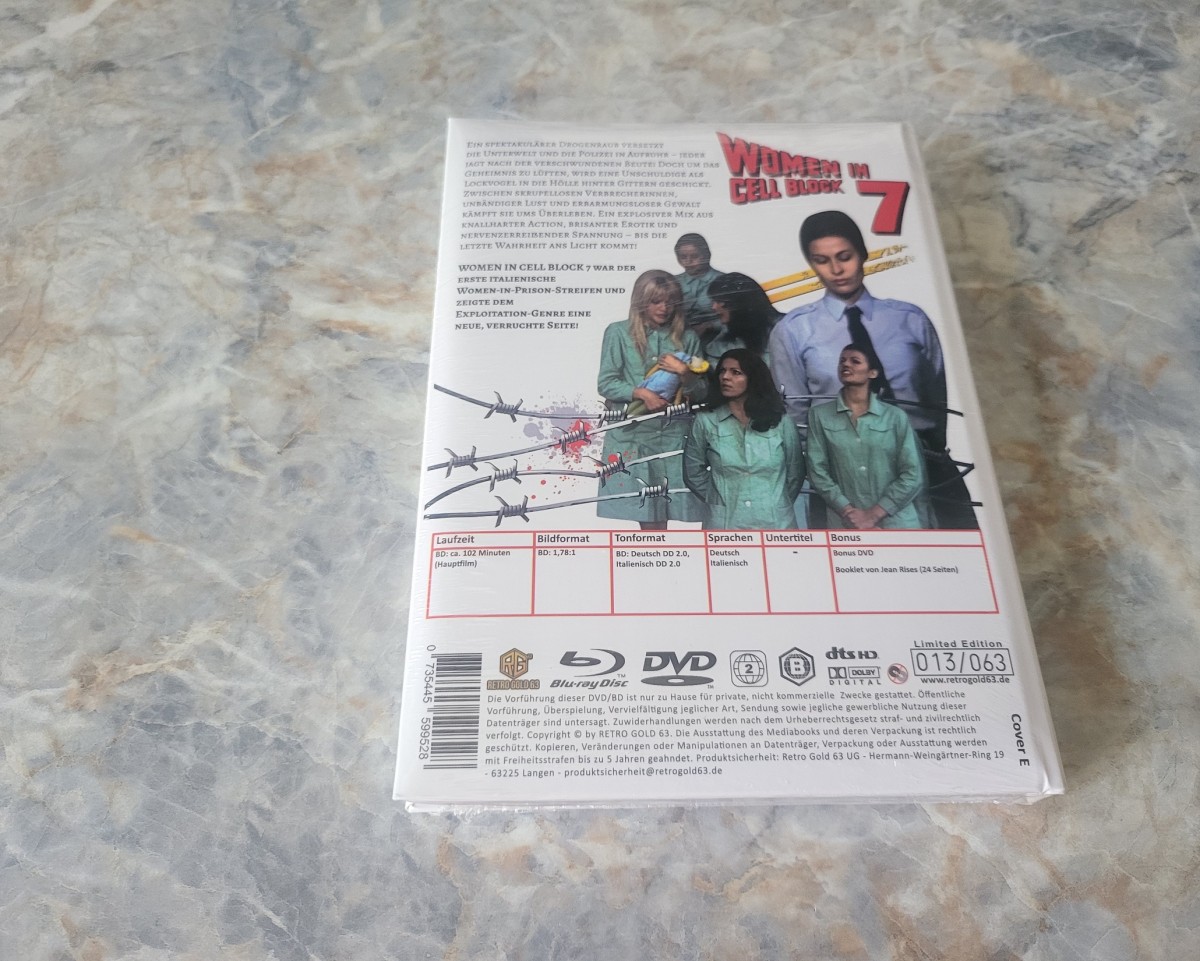 EIN SPEKTAKULÄRER DROGENRAUB VERSETZT
DIE UNTERWELT UND DIE POLIZEI IN AUFRUHR – JEDER
JAGT NACH DER VERSCHWUNDENEN BEUTE! DOCH UM DAS
GEHEIMNIS ZU LÜFTEN, WIRD EINE UNSCHULDIGE ALS
LOCKVOGEL IN DIE HÖLLE HINTER GITTERN GESCHICKT.
ZWISCHEN SKRUPELLOSEN VERBRECHERINNEN,
UNBÄNDIGER LUST UND ERBARMUNGSLOSER GEWALT
KÄMPFT SIE UMS ÜBERLEBEN. EIN EXPLOSIVER MIX AUS
KNALLHARTER ACTION, BRISANTER EROTIK UND
NERVENZERREISSENDER SPANNUNG – BIS DIE
LETZTE WAHRHEIT ANS LICHT KOMMT!
WOMEN IN
CELL BLOCK
7
WOMEN IN CELL BLOCK 7 WAR DER
ERSTE ITALIENISCHE
WOMEN-IN-PRISON-STREIFEN UND
ZEIGTE DEM
EXPLOITATION-GENRE EINE
NEUE, VERRUCHTE SEITE!
Laufzeit Bildformat Tonformat Sprachen Untertitel Bonus
BD: ca. 102 Minuten
(Hauptfilm)
BD: 1,78:1
BD: Deutsch DD 2.0,
Italienisch DD 2.0
Deutsch
Italienisch
–
Bonus DVD
Booklet von Jean Rises (24 Seiten)
RG
RETRO GOLD 63
Blu-ray Disc™
DVD™
2
B
dts HD
DOLBY
DIGITAL
Limited Edition
013/063
www.retrogold63.de
0 735445 599528
Die Vorführung dieser DVD/BD ist nur zu Hause für private, nicht kommerzielle Zwecke gestattet. Öffentliche
Vorführung, Überspielung, Vervielfältigung jeglicher Art, Sendung sowie jegliche gewerbliche Nutzung dieser
Datenträger sind untersagt. Zuwiderhandlungen werden nach dem Urheberrechtsgesetz straf- und zivilrechtlich
verfolgt. Copyright © by RETRO GOLD 63. Die Ausstattung des Mediabooks und deren Verpackung ist rechtlich
geschützt. Kopieren, Veränderungen oder Manipulationen an Datenträger, Verpackung oder Ausstattung werden
mit Freiheitsstrafen bis zu 5 Jahren geahndet. Produktsicherheit: Retro Gold 63 UG - Hermann-Weingärtner-Ring 19
- 63225 Langen - produktsicherheit@retrogold63.de
Cover E